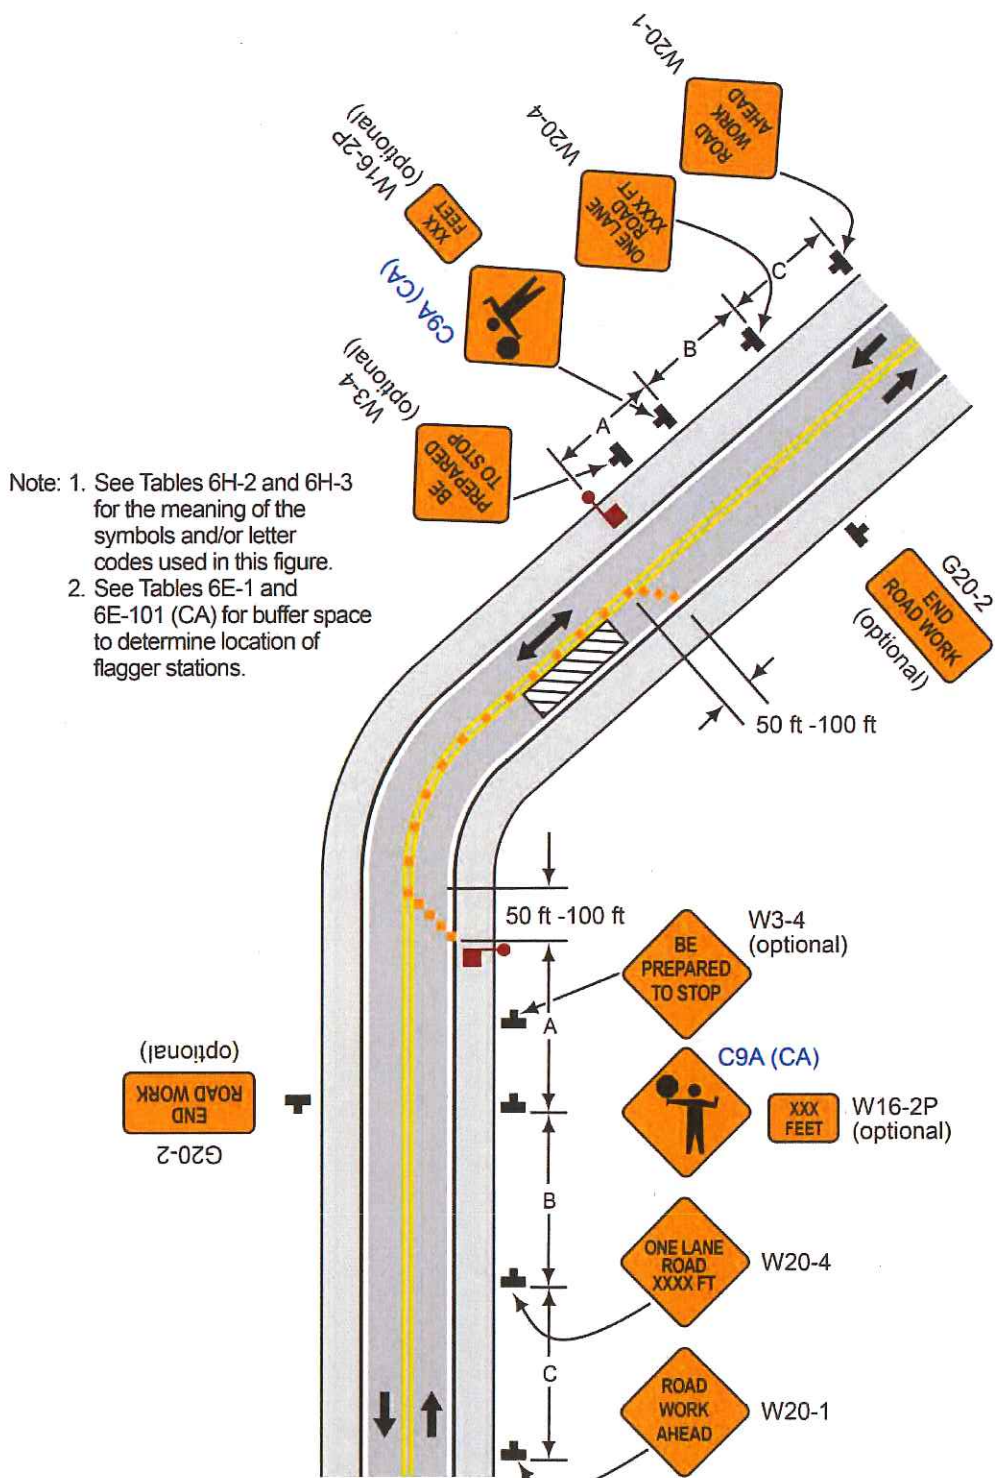 W20-1
ROAD
WORK
AHEAD
W20-4
ONE LANE
ROAD
XXXX FT
W16-2P
(optional)
XXX
FEET
C9A (CA)
W3-4
(optional)
BE
PREPARED
TO STOP
C
B
A
Note: 1. See Tables 6H-2 and 6H-3
for the meaning of the
symbols and/or letter
codes used in this figure.
2. See Tables 6E-1 and
6E-101 (CA) for buffer space
to determine location of
flagger stations.
G20-2
END
ROAD WORK
(optional)
50 ft -100 ft
50 ft -100 ft
W3-4
(optional)
BE
PREPARED
TO STOP
A
C9A (CA)
XXX
FEET
W16-2P
(optional)
G20-2
END
ROAD WORK
(optional)
B
ONE LANE
ROAD
XXXX FT
W20-4
C
ROAD
WORK
AHEAD
W20-1